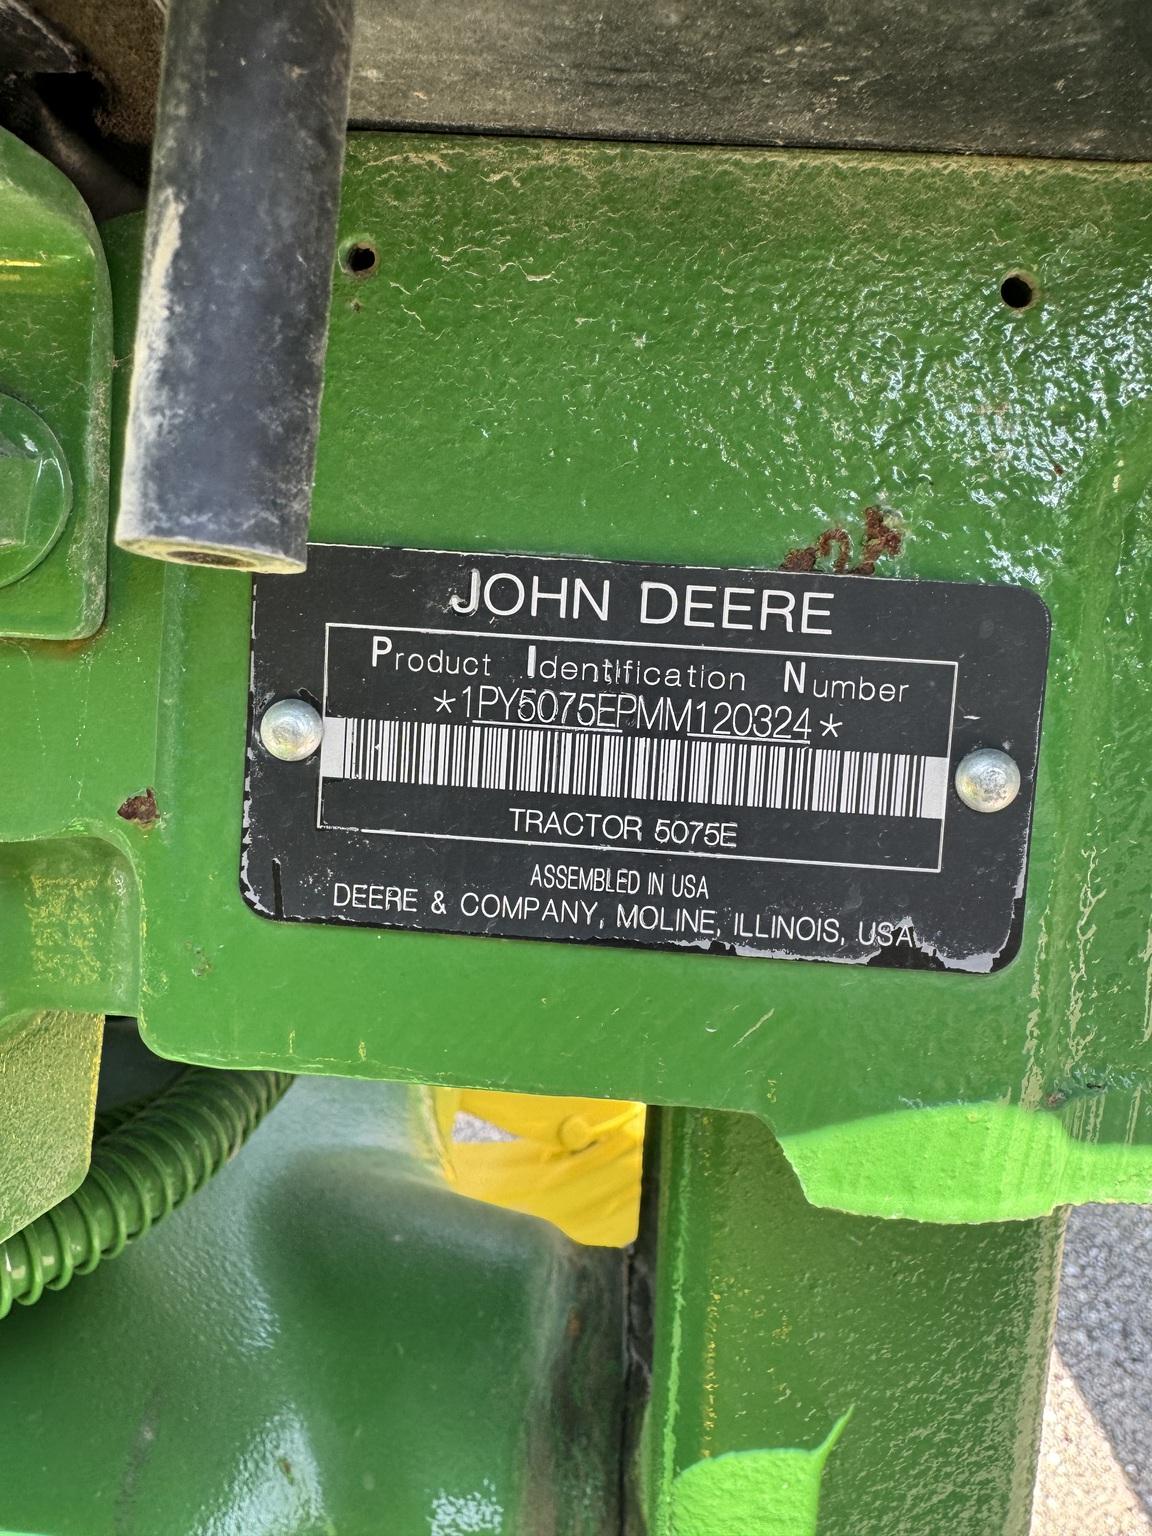 JOHN DEERE
Product Identification Number
*1PY5075EPMM120324*
TRACTOR 5075E
ASSEMBLED IN USA
DEERE & COMPANY, MOLINE, ILLINOIS, USA